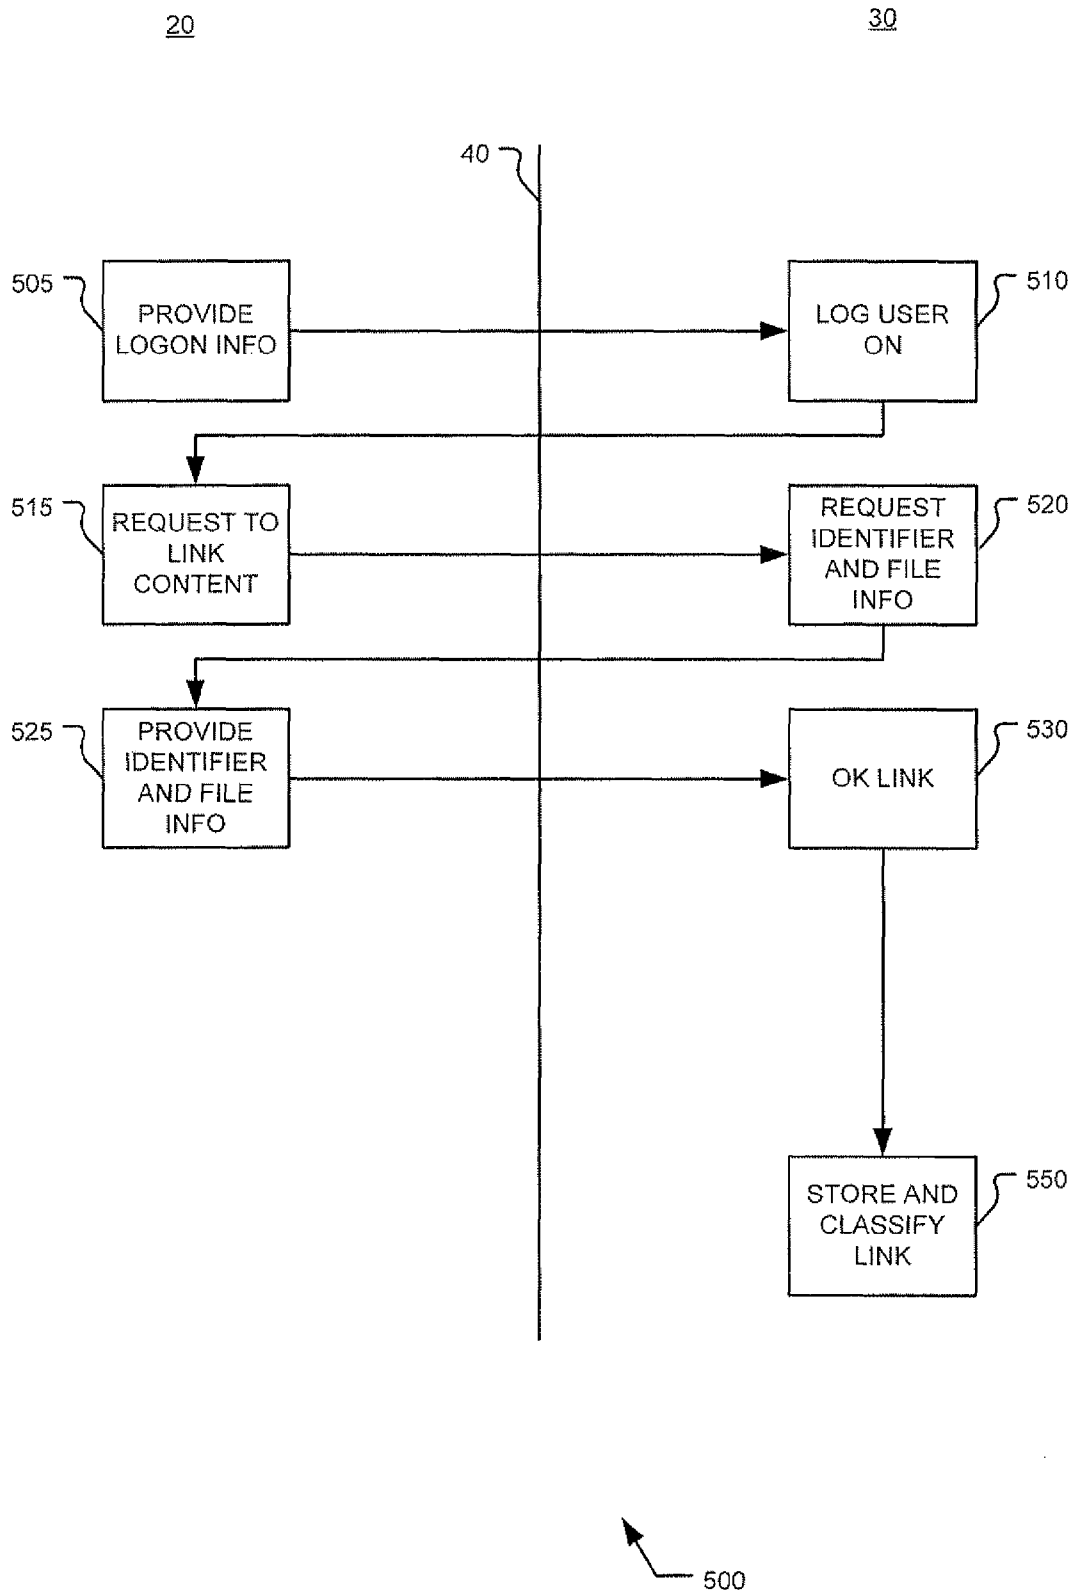 20
30
40
505
PROVIDE
LOGON INFO
510
LOG USER
ON
515
REQUEST TO
LINK
CONTENT
520
REQUEST
IDENTIFIER
AND FILE
INFO
525
PROVIDE
IDENTIFIER
AND FILE
INFO
530
OK LINK
550
STORE AND
CLASSIFY
LINK
500